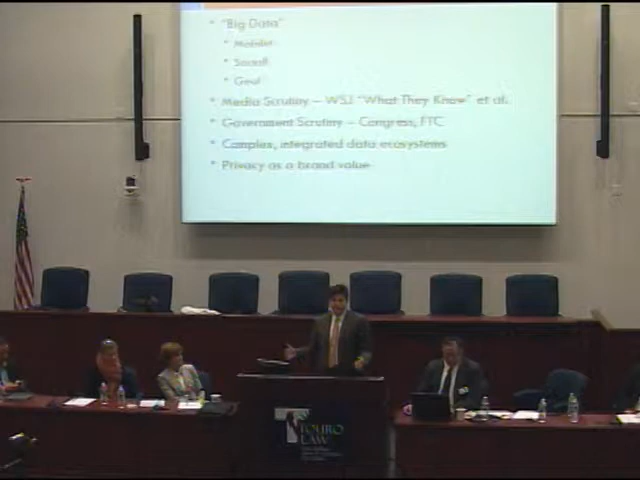 "Big Data"
Mobile!
Social!
Geo!
Media Scrutiny – WSJ "What They Know" et al.
Government Scrutiny – Congress, FTC
Complex, integrated data ecosystems
Privacy as a brand value
TOURO LAW